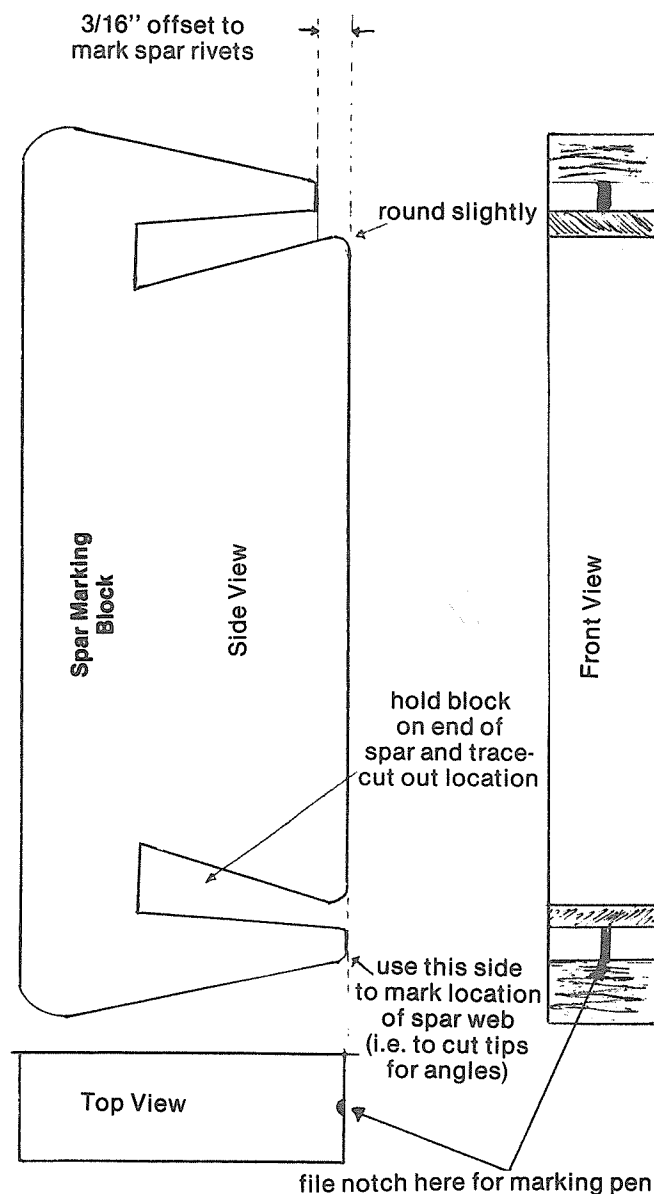 3/16" offset to
mark spar rivets
round slightly
Spar Marking
Block
Side View
Front View
hold block
on end of
spar and trace-
cut out location
use this side
to mark location
of spar web
(i.e. to cut tips
for angles)
Top View
file notch here for marking pen